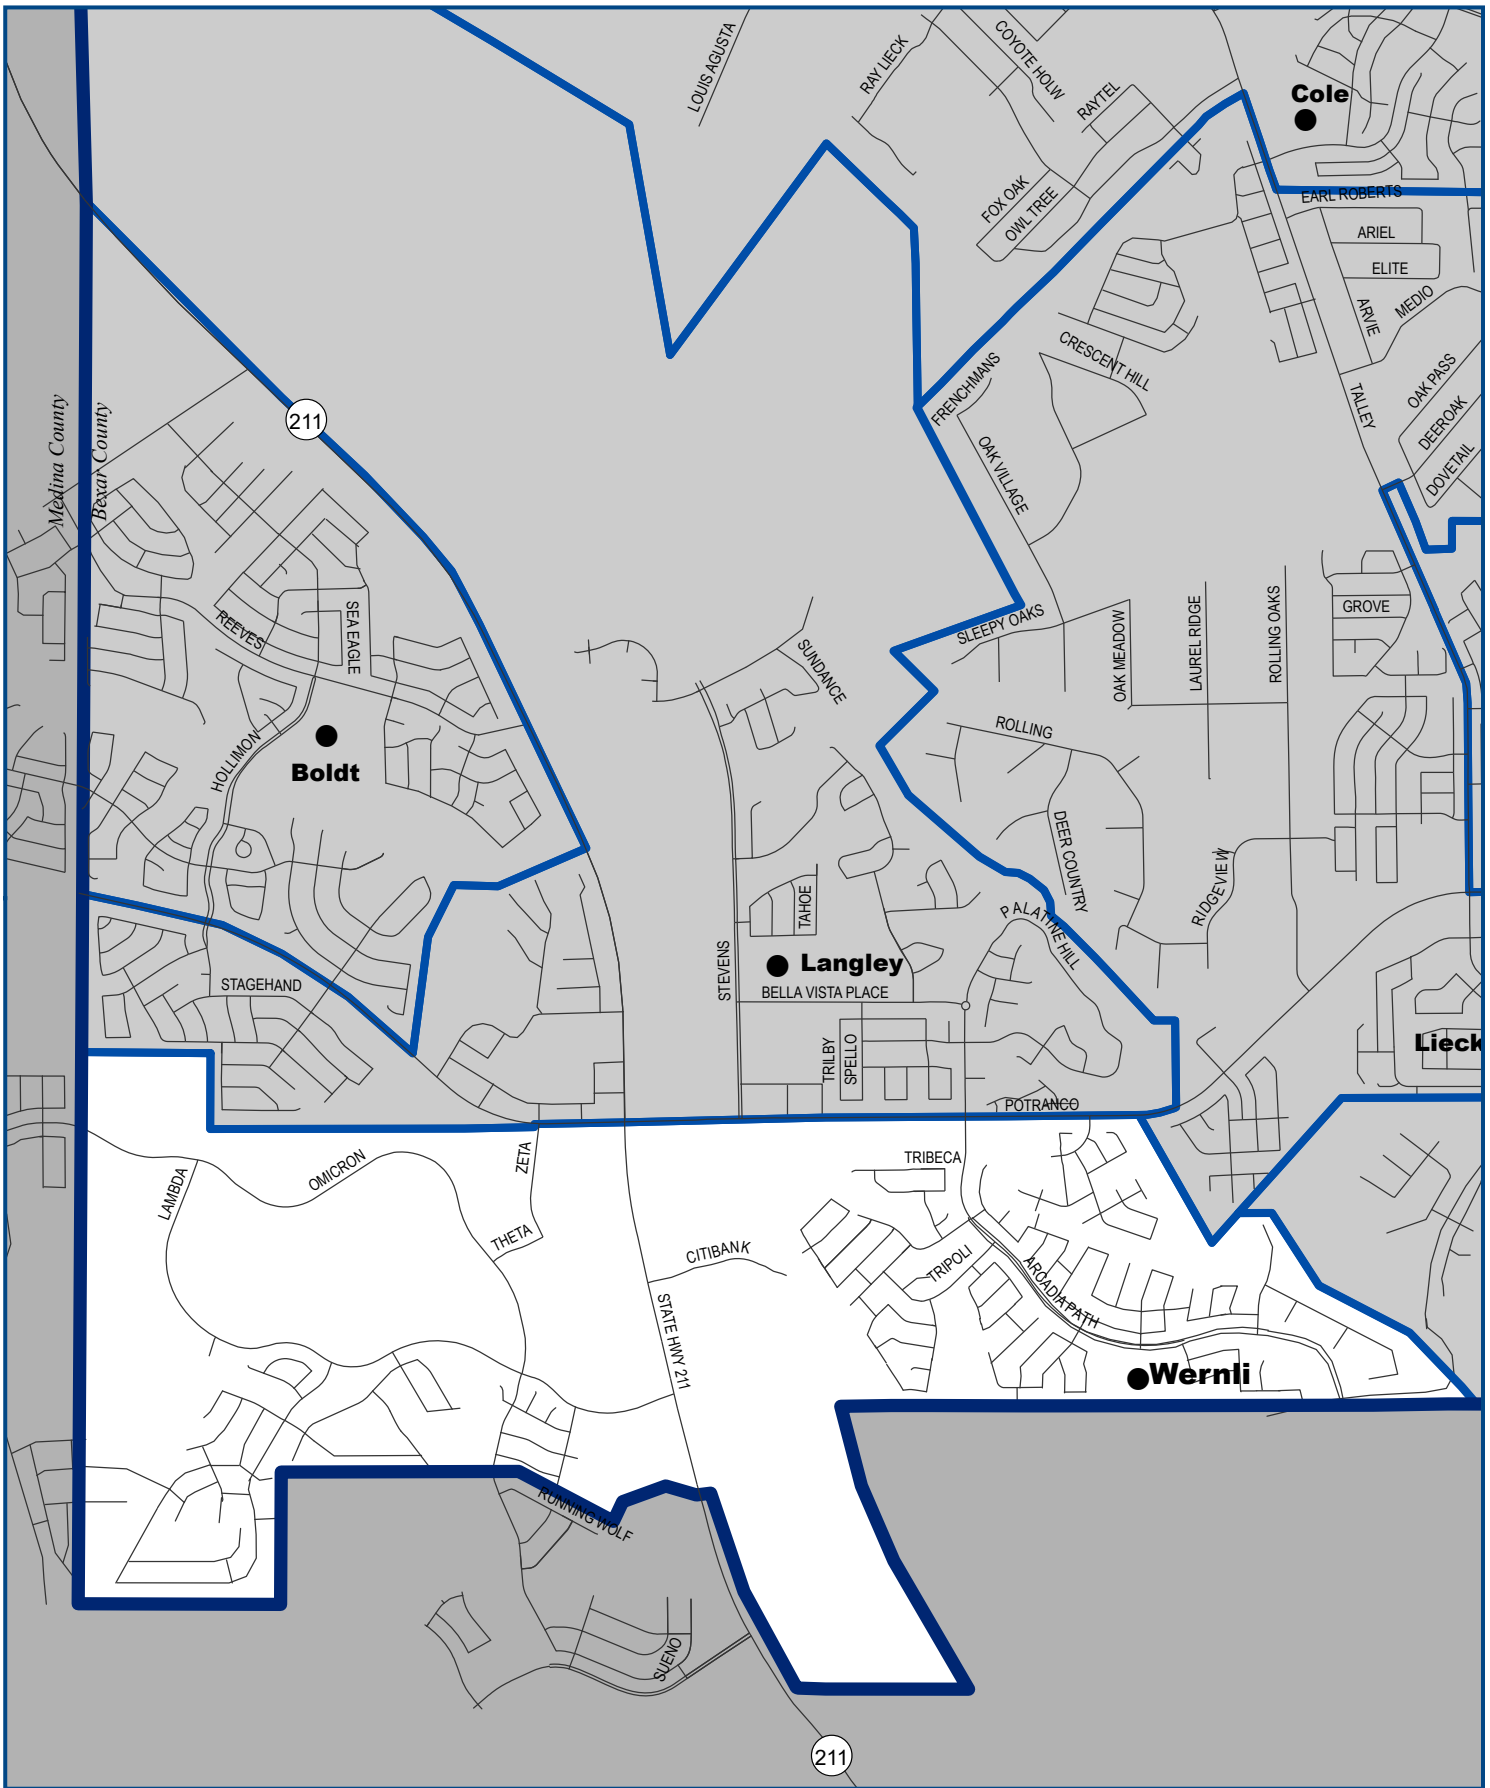 LOUIS AGUSTA
RAY LIECK
COYOTE HOLW
RAYTEL
Cole
FOX OAK
OWL TREE
EARL ROBERTS
ARIEL
ELITE
ARVIE
MEDIO
FRENCHMANS
CRESCENT HILL
TALLEY
OAK PASS
DEEROAK
DOVETAIL
211
Medina County
Bexar County
OAK VILLAGE
REEVES
SEA EAGLE
SUNDANCE
SLEEPY OAKS
OAK MEADOW
LAUREL RIDGE
ROLLING OAKS
GROVE
HOLLIMON
Boldt
ROLLING
DEER COUNTRY
RIDGEVIEW
TAHOE
PALATINE HILL
STEVENS
Langley
BELLA VISTA PLACE
STAGEHAND
TRILBY
SPELLO
Lieck
POTRANCO
LAMBDA
OMICRON
ZETA
THETA
TRIBECA
CITIBANK
TRIPOLI
ARCADIA PATH
STATE HWY 211
Wernli
RUNNING WOLF
SUENO
211